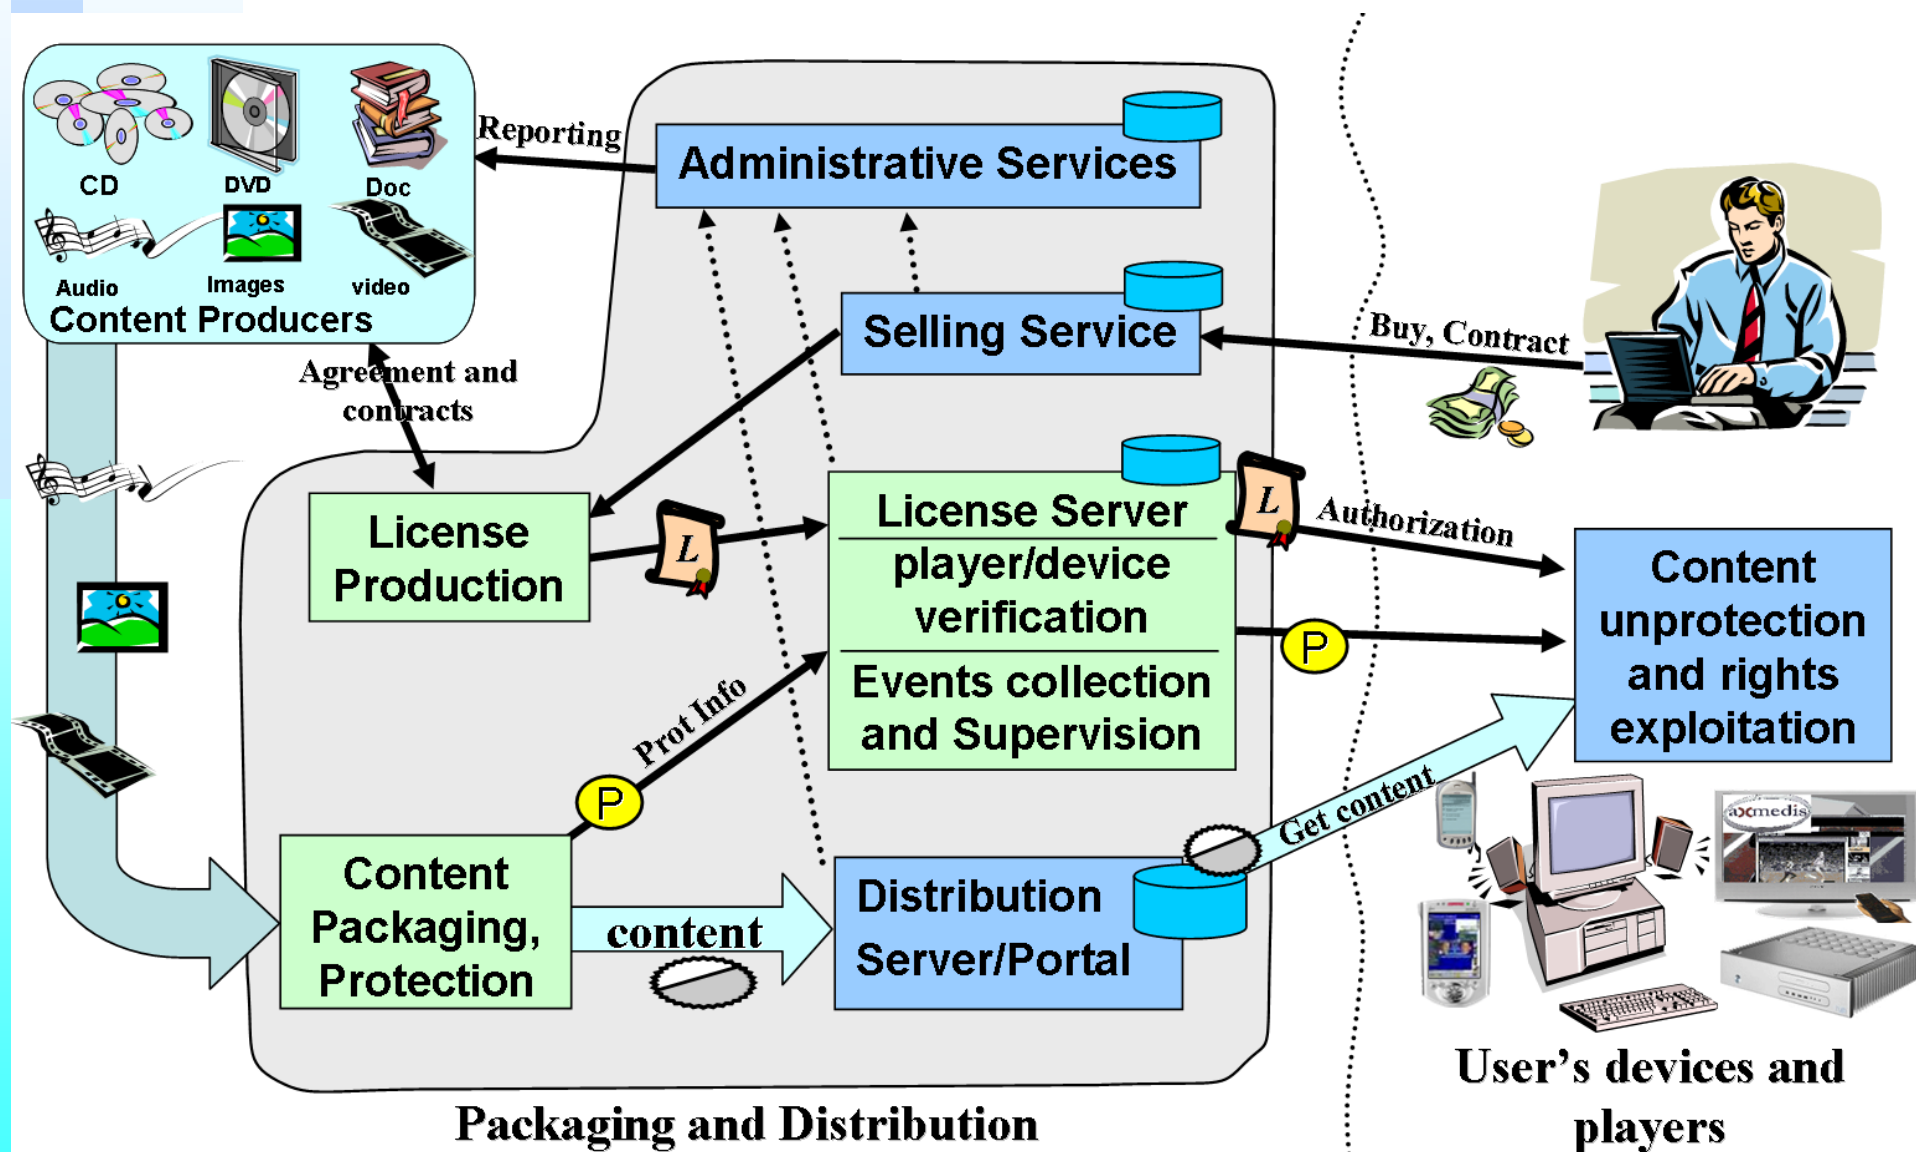 CD
DVD
Doc
Audio
Images
video
Content Producers
Reporting
Administrative Services
Selling Service
Buy, Contract
Agreement and
contracts
License
Production
L
License Server
player/device
verification
Events collection
and Supervision
L
Authorization
P
Content
unprotection
and rights
exploitation
Prot Info
P
Get content
axmedis
Content
Packaging,
Protection
content
Distribution
Server/Portal
Packaging and Distribution
User's devices and
players